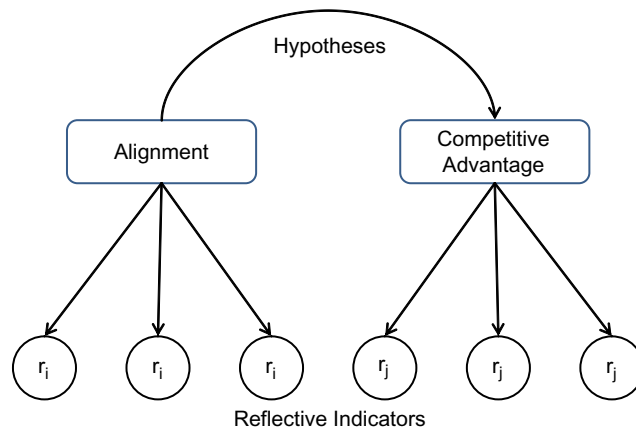 Hypotheses
Alignment
Competitive
Advantage
rᵢ
rᵢ
rᵢ
rⱼ
rⱼ
rⱼ
Reflective Indicators